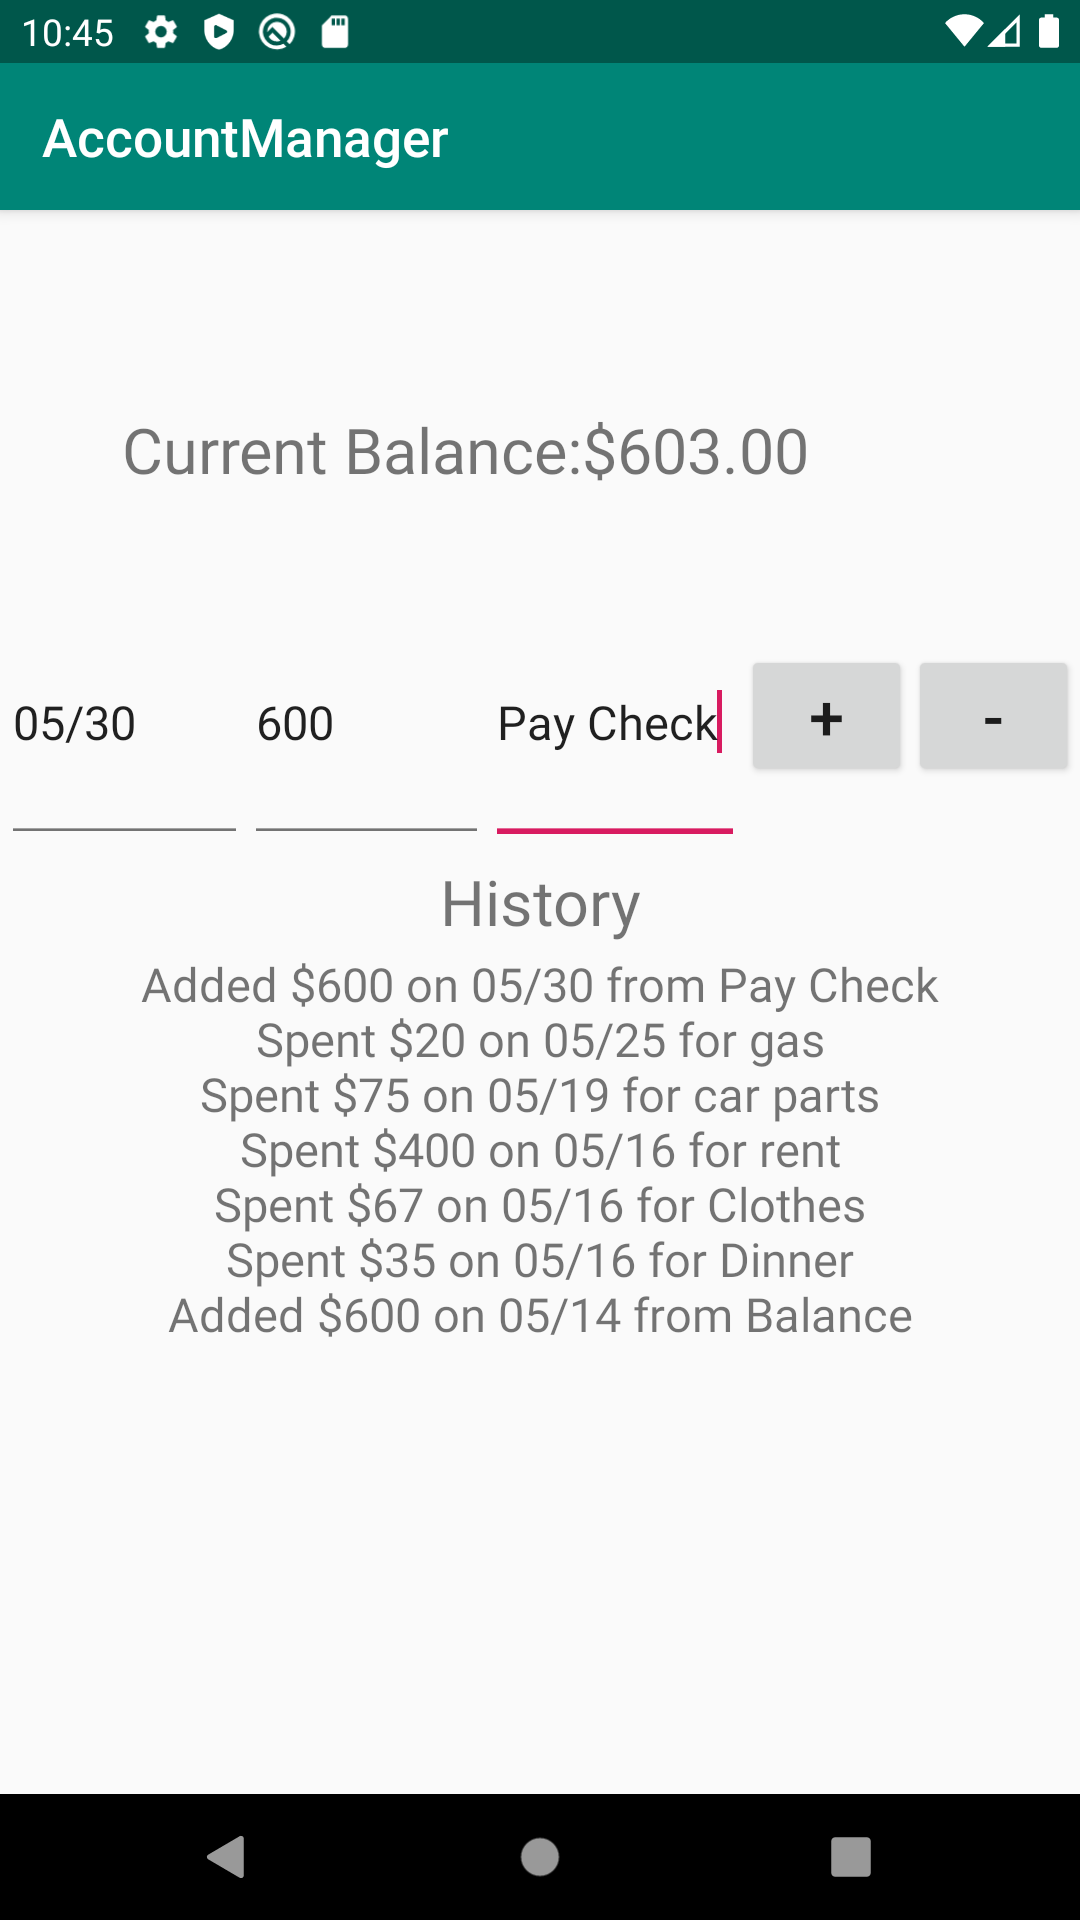 10:45
AccountManager
Current Balance:$603.00
05/30 600 Pay Check + -
History
Added $600 on 05/30 from Pay Check
Spent $20 on 05/25 for gas
Spent $75 on 05/19 for car parts
Spent $400 on 05/16 for rent
Spent $67 on 05/16 for Clothes
Spent $35 on 05/16 for Dinner
Added $600 on 05/14 from Balance